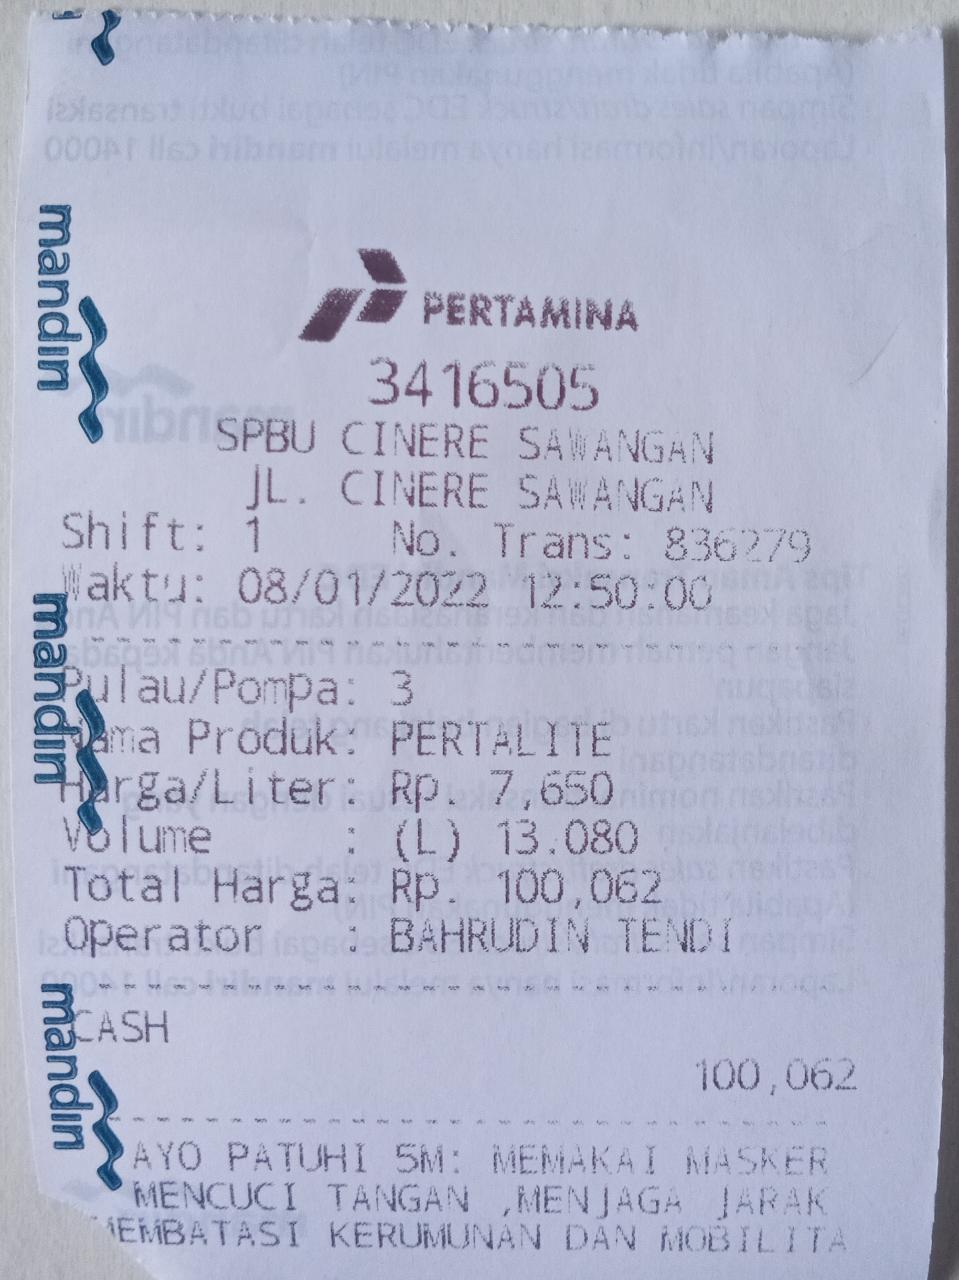 PERTAMINA
3416505
SPBU CINERE SAWANGAN
JL. CINERE SAWANGAN
Shift: 1 No. Trans: 836279
Waktu: 08/01/2022 12:50:00
Pulau/Pompa: 3
Nama Produk: PERTALITE
Harga/Liter: Rp. 7,650
Volume : (L) 13.080
Total Harga: Rp. 100,062
Operator : BAHRUDIN TENDI
CASH
100,062
AYO PATUHI 5M: MEMAKAI MASKER
MENCUCI TANGAN ,MENJAGA JARAK
MEMBATASI KERUMUNAN DAN MOBILITA
mandiri
mandiri
mandiri